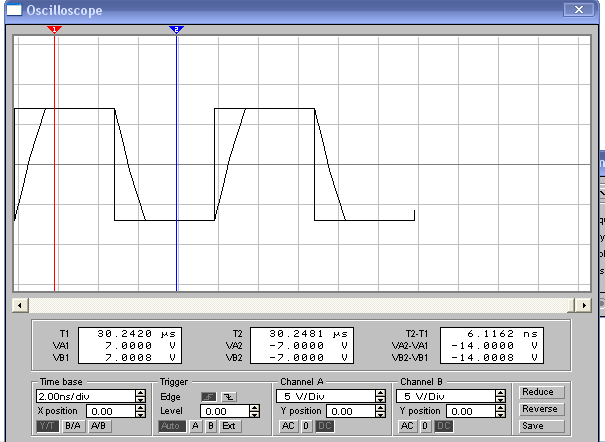 Oscilloscope
1 2
T1 30.2420 µs T2 30.2481 µs T2-T1 6.1162 ns
VA1 7.0000 V VA2 -7.0000 V VA2-VA1 -14.0000 V
VB1 7.0008 V VB2 -7.0000 V VB2-VB1 -14.0008 V
Time base Trigger Channel A Channel B Reduce
2.00ns/div Edge 5 V/Div 5 V/Div
X position 0.00 Level 0.00 Y position 0.00 Y position 0.00 Reverse
Y/T B/A A/B Auto A B Ext AC 0 DC AC 0 DC Save